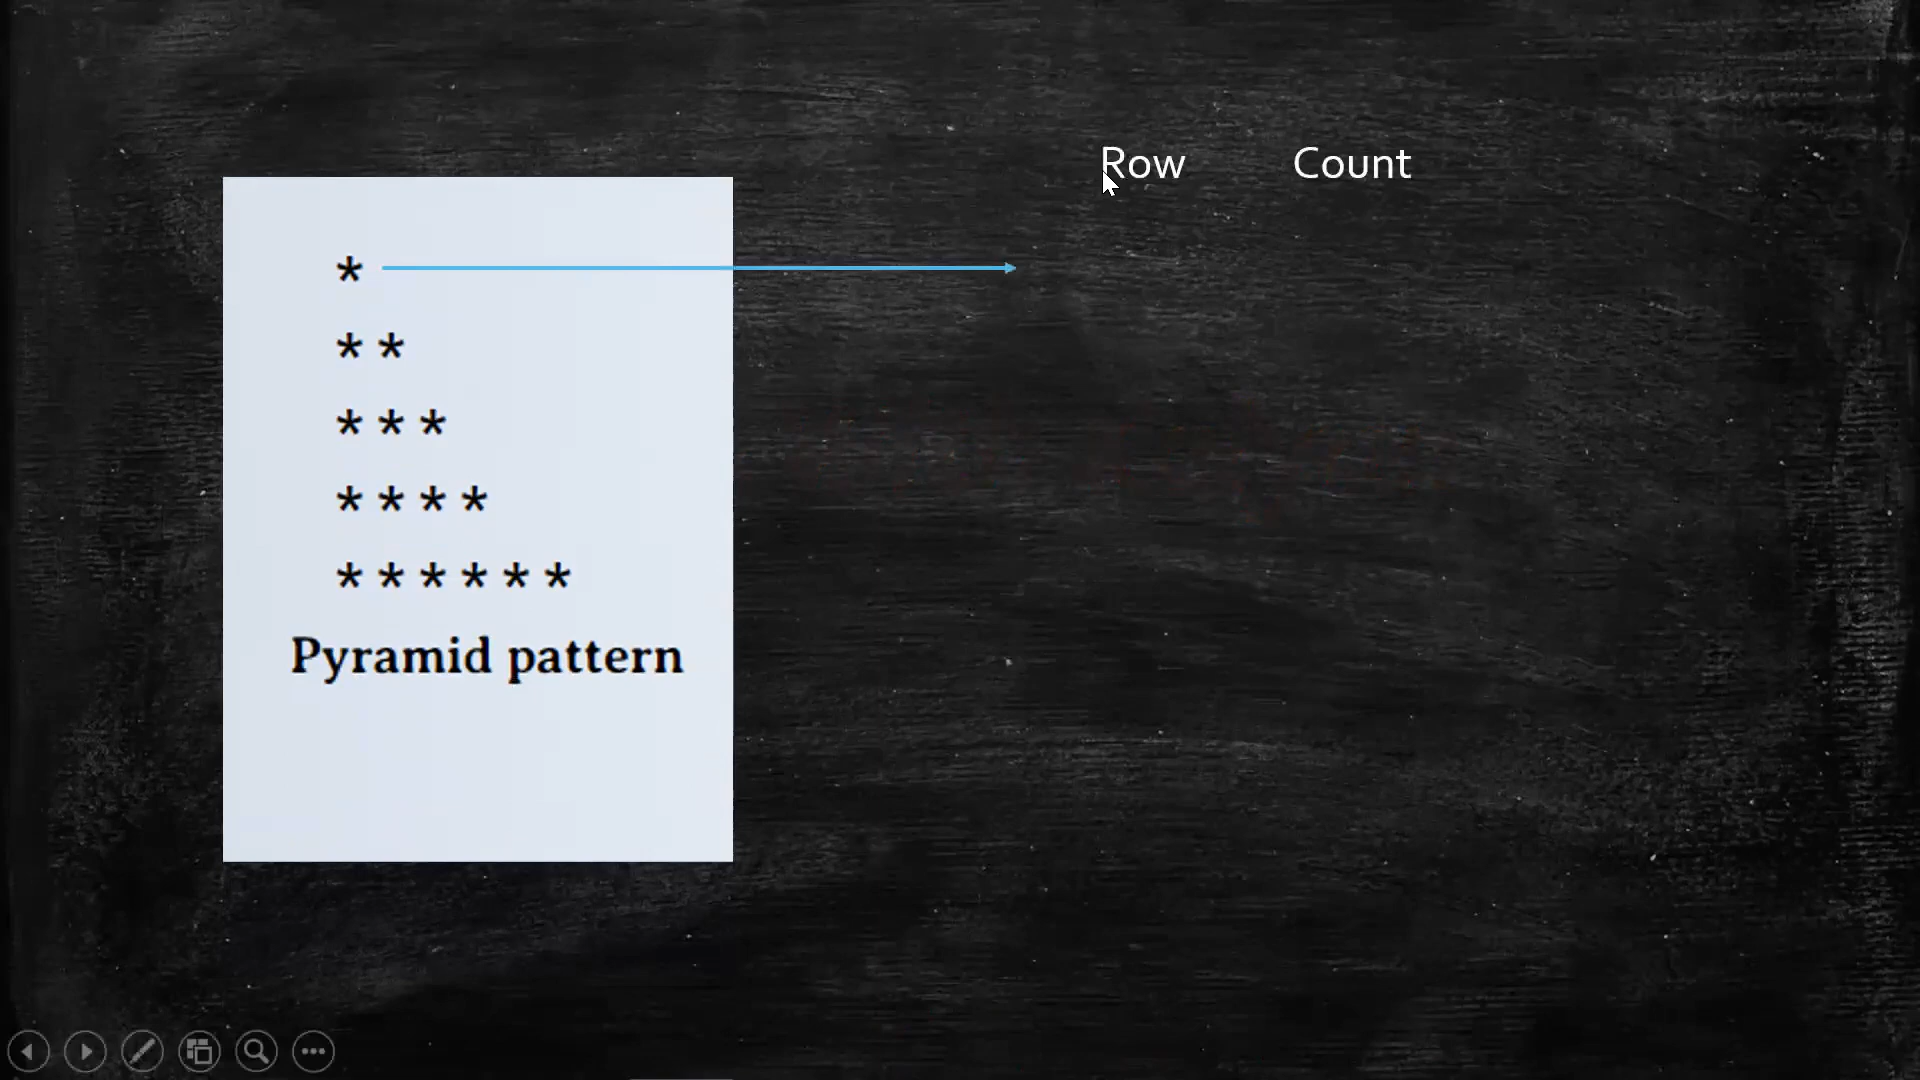 Row Count
*
* *
* * *
* * * *
* * * * * *
Pyramid pattern